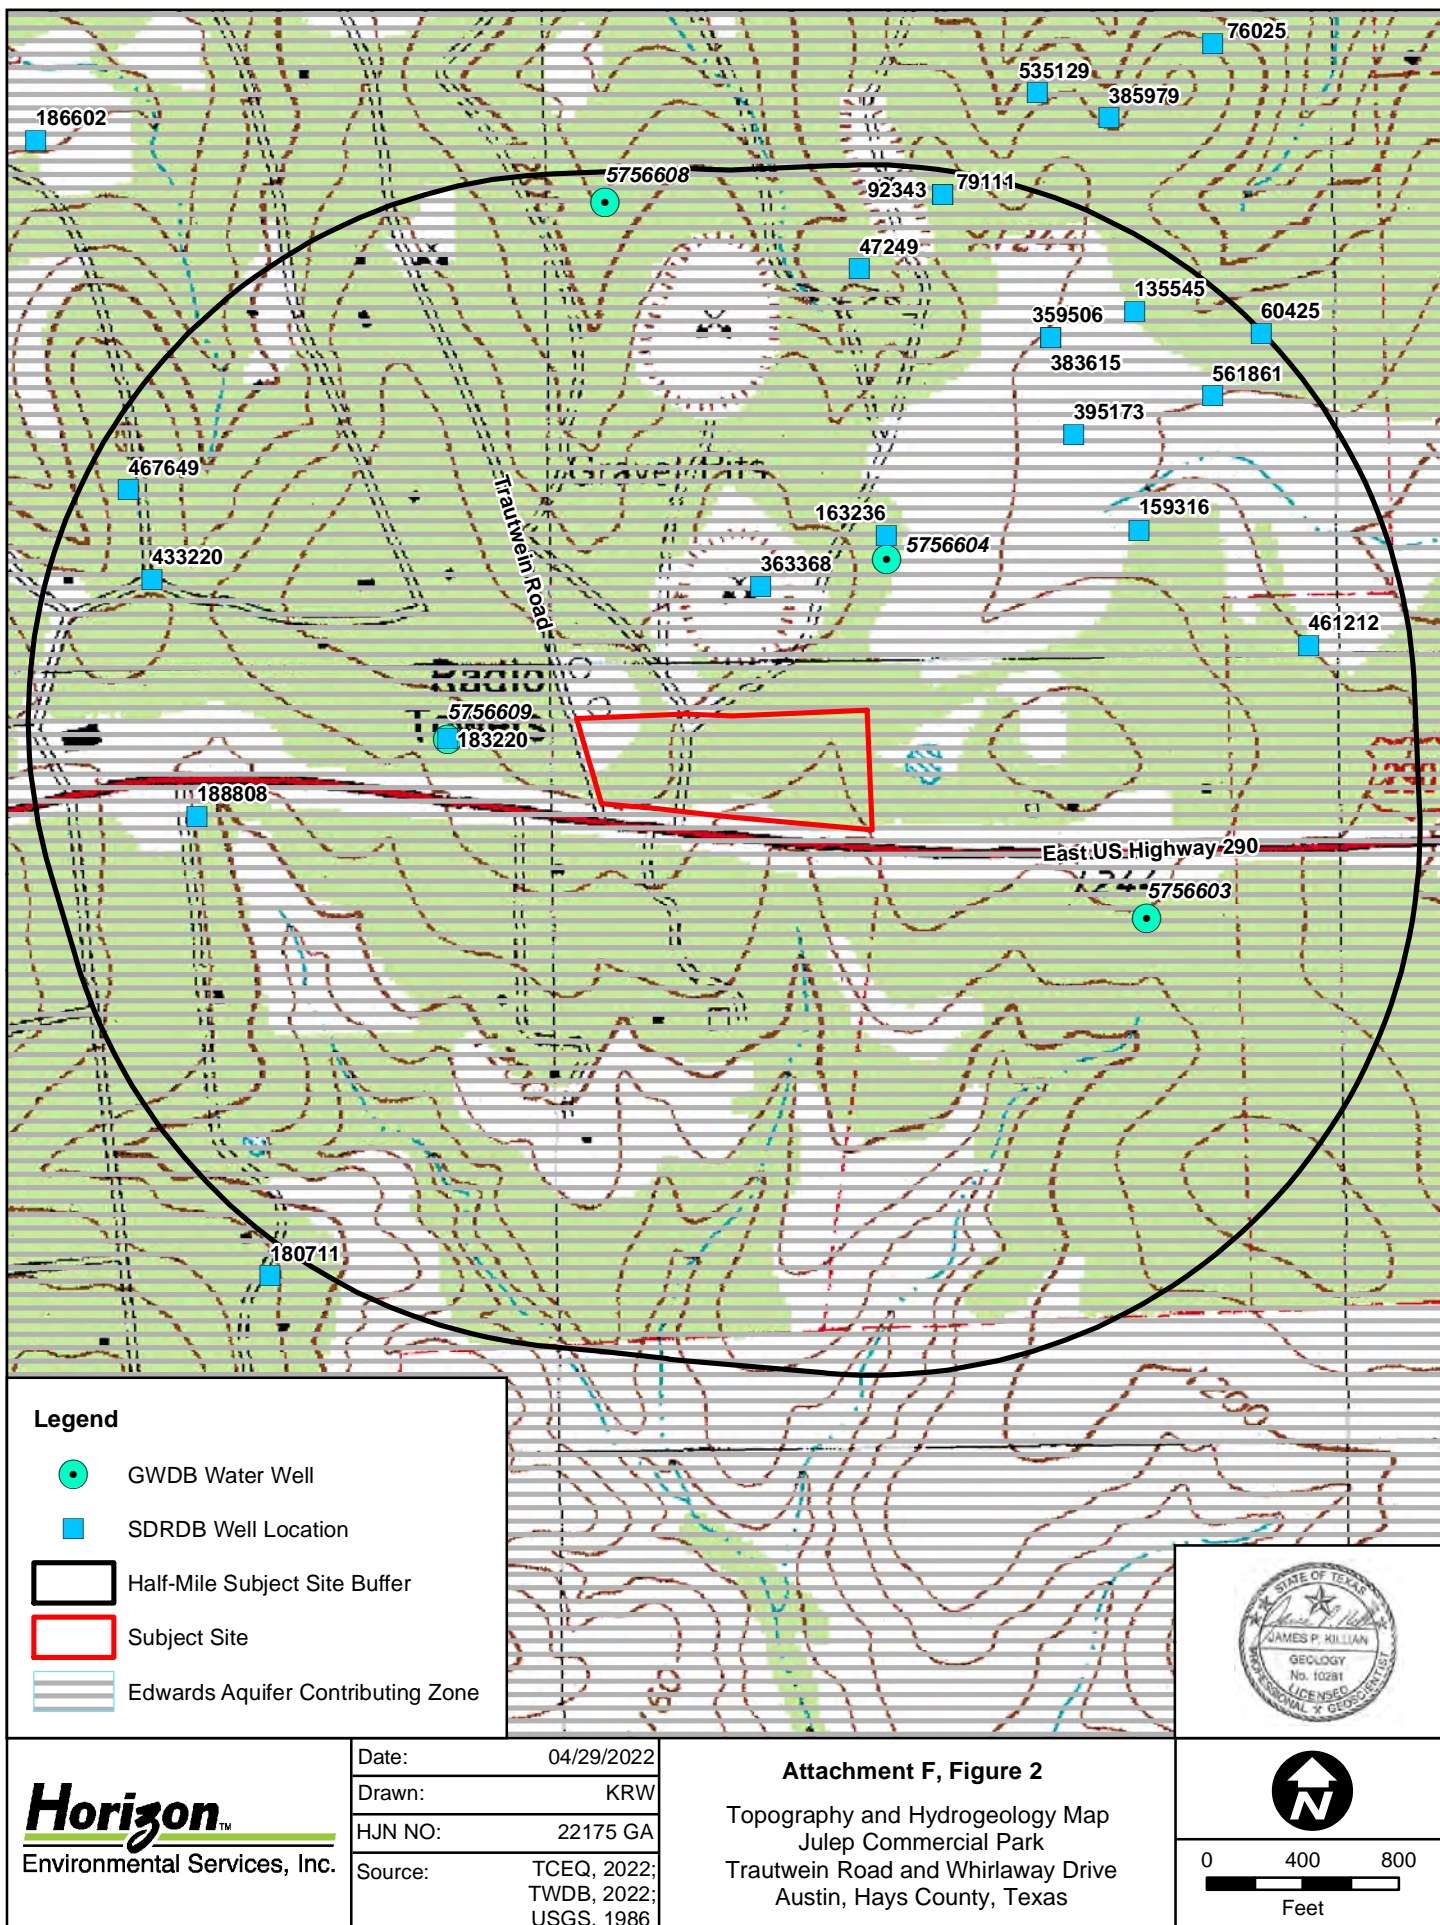 76025
535129
385979
186602
5756608
92343
79111
47249
135545
359506
60425
383615
561861
395173
467649
Gravel Pits
Trautwein Road
163236
159316
5756604
433220
363368
461212
Radio
Towers
5756609
183220
188808
East US Highway 290
5756603
180711
Legend
GWDB Water Well
SDRDB Well Location
Half-Mile Subject Site Buffer
Subject Site
Edwards Aquifer Contributing Zone
STATE OF TEXAS
JAMES P. KILLIAN
GEOLOGY
No. 10281
LICENSED
PROFESSIONAL GEOSCIENTIST
Horizon TM
Environmental Services, Inc.
Date: 04/29/2022
Drawn: KRW
HJN NO: 22175 GA
Source: TCEQ, 2022;
TWDB, 2022;
USGS, 1986
Attachment F, Figure 2
Topography and Hydrogeology Map
Julep Commercial Park
Trautwein Road and Whirlaway Drive
Austin, Hays County, Texas
N
0 400 800
Feet